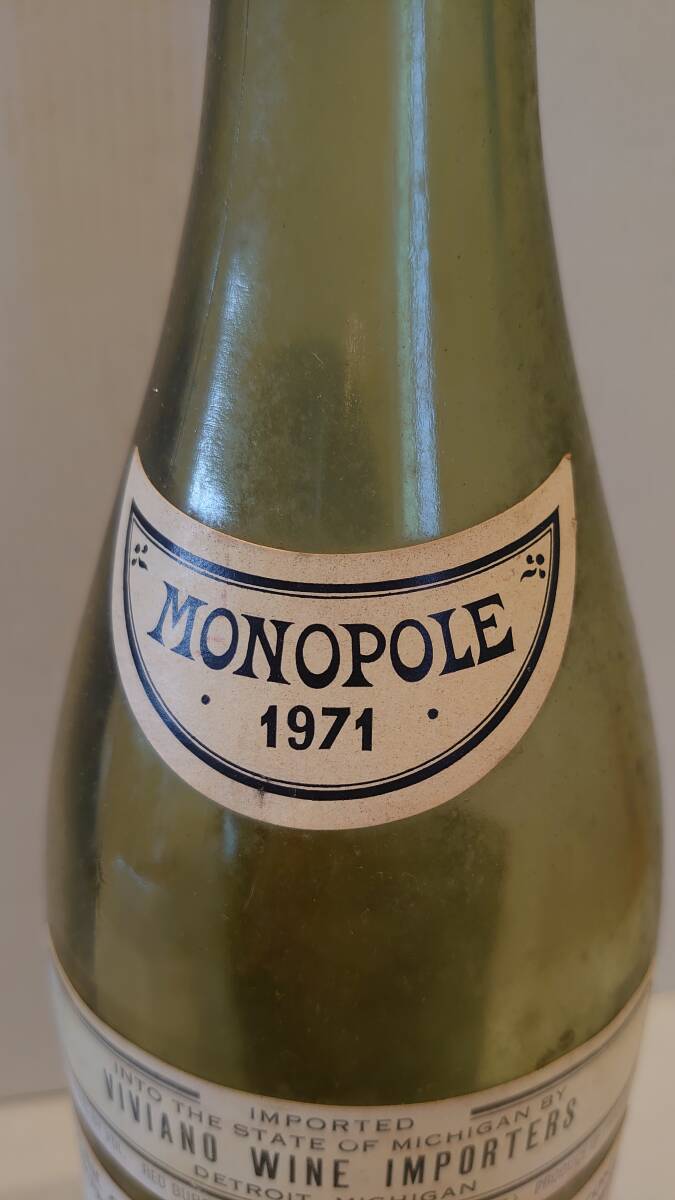 MONOPOLE
· 1971 ·
IMPORTED
INTO THE STATE OF MICHIGAN BY
VIVIANO WINE IMPORTERS
DETROIT, MICHIGAN